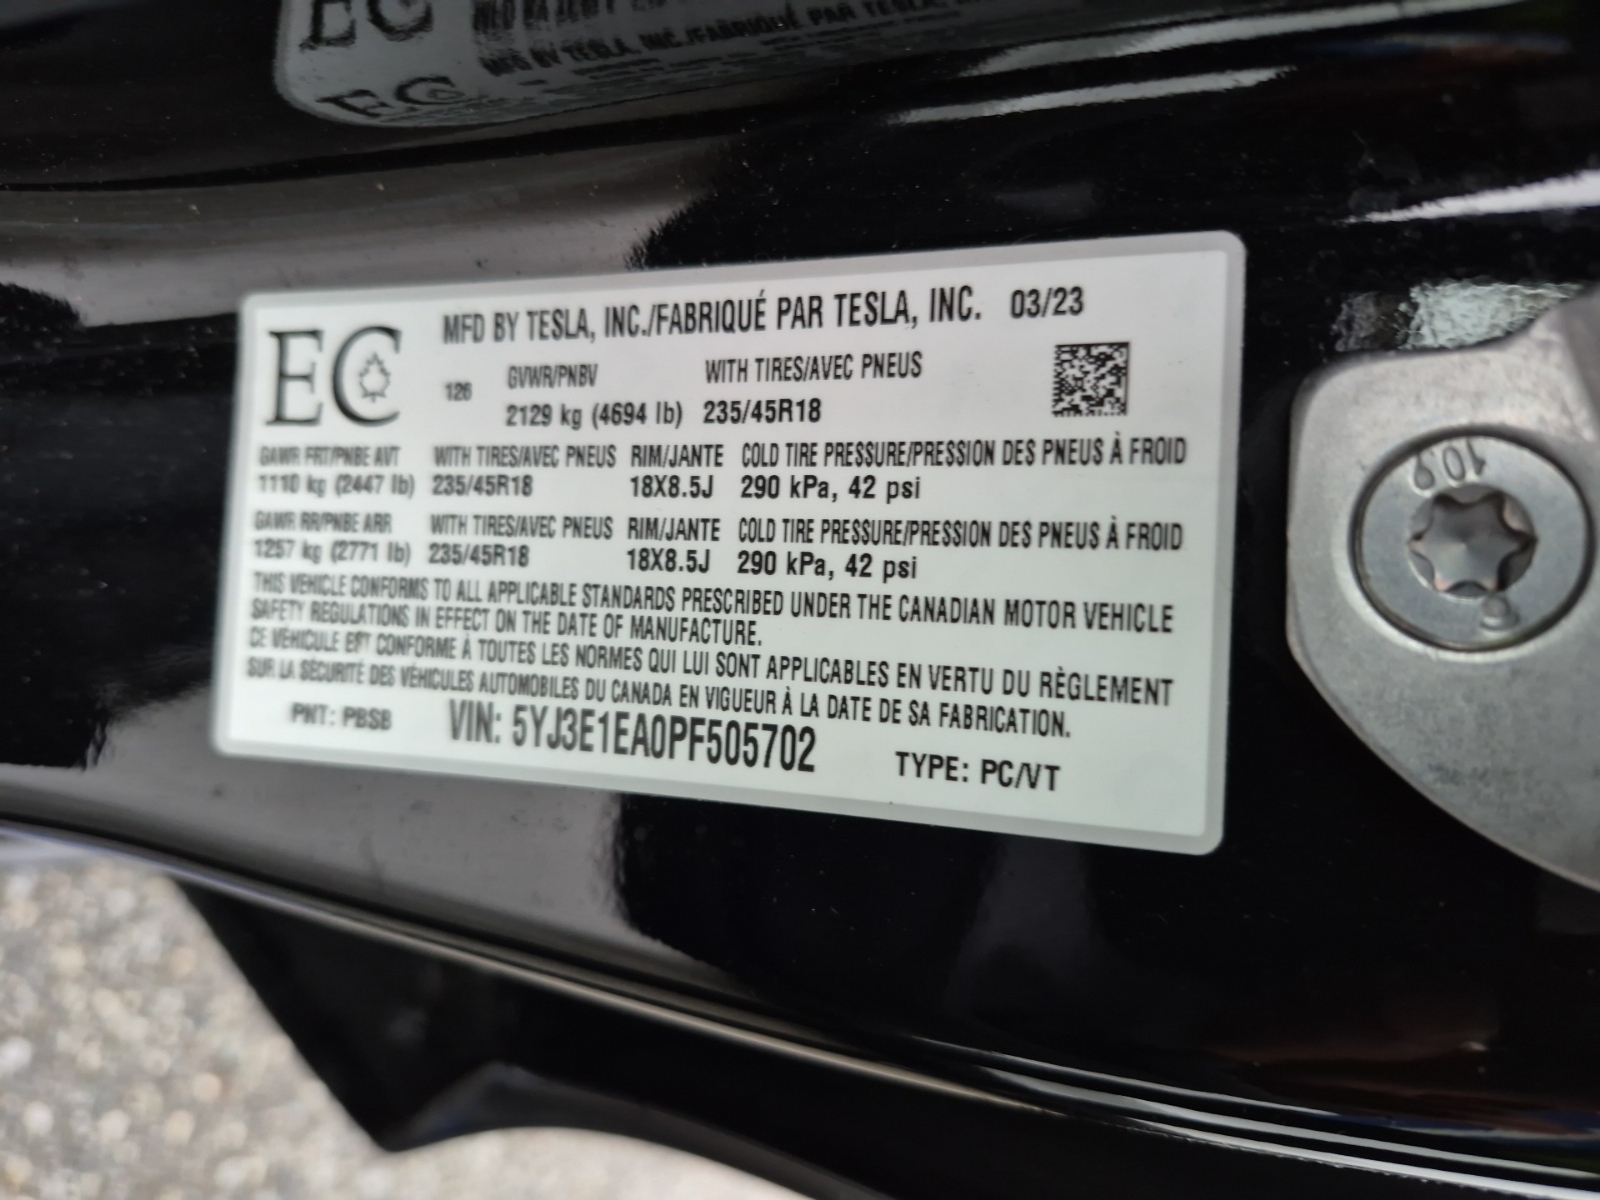 MFD BY TESLA, INC./FABRIQUÉ PAR TESLA, INC. 03/23
EC
126
GVWR/PNBV WITH TIRES/AVEC PNEUS
2129 kg (4694 lb) 235/45R18
GAWR FRT/PNBE AVT WITH TIRES/AVEC PNEUS RIM/JANTE COLD TIRE PRESSURE/PRESSION DES PNEUS À FROID
1110 kg (2447 lb) 235/45R18 18X8.5J 290 kPa, 42 psi
GAWR RR/PNBE ARR WITH TIRES/AVEC PNEUS RIM/JANTE COLD TIRE PRESSURE/PRESSION DES PNEUS À FROID
1257 kg (2771 lb) 235/45R18 18X8.5J 290 kPa, 42 psi
THIS VEHICLE CONFORMS TO ALL APPLICABLE STANDARDS PRESCRIBED UNDER THE CANADIAN MOTOR VEHICLE
SAFETY REGULATIONS IN EFFECT ON THE DATE OF MANUFACTURE.
CE VÉHICULE EST CONFORME À TOUTES LES NORMES QUI LUI SONT APPLICABLES EN VERTU DU RÈGLEMENT
SUR LA SÉCURITÉ DES VÉHICULES AUTOMOBILES DU CANADA EN VIGUEUR À LA DATE DE SA FABRICATION.
PNT: PBSB VIN: 5YJ3E1EA0PF505702 TYPE: PC/VT
10.9